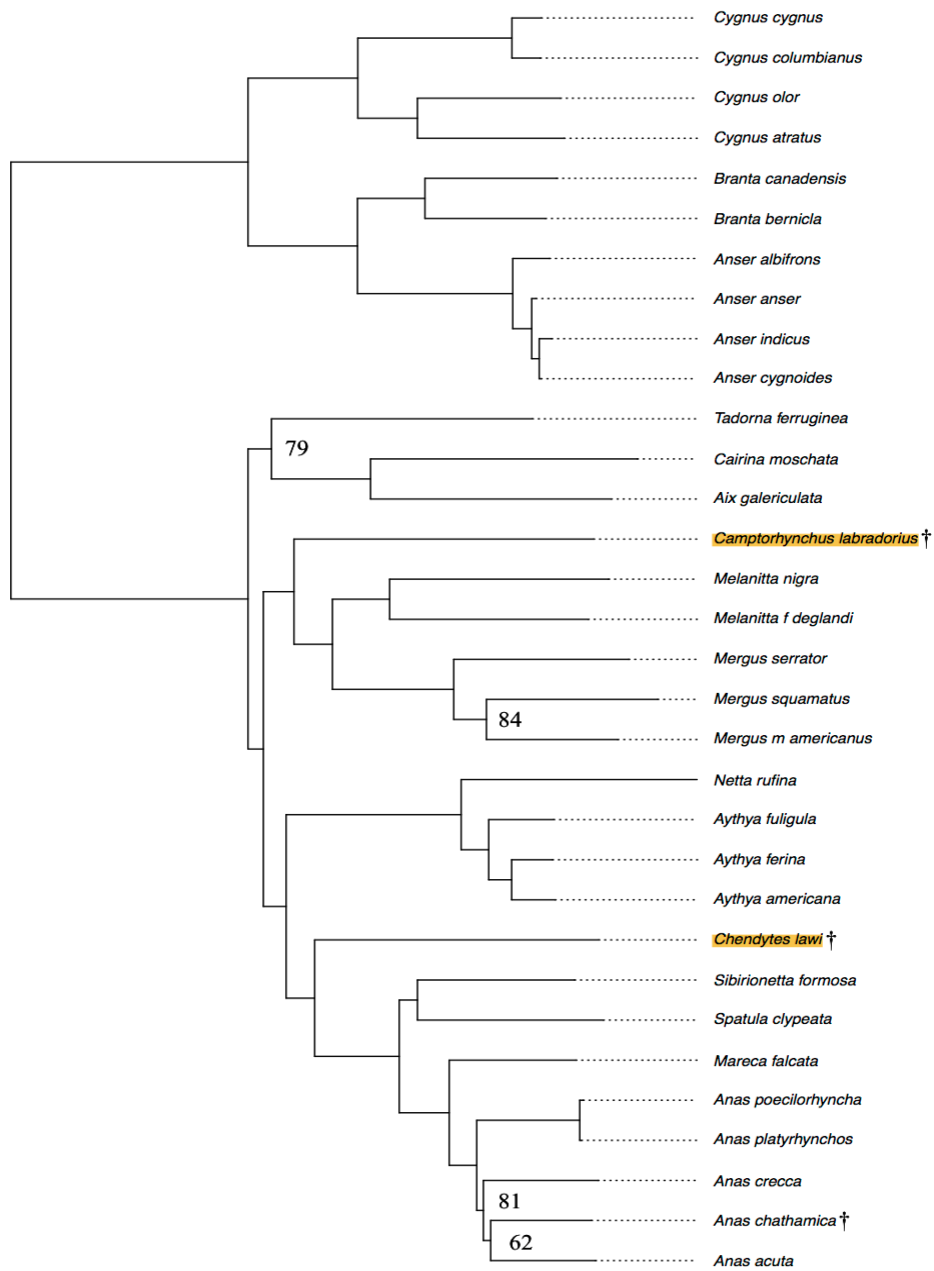 Cygnus cygnus
Cygnus columbianus
Cygnus olor
Cygnus atratus
Branta canadensis
Branta bernicla
Anser albifrons
Anser anser
Anser indicus
Anser cygnoides
Tadorna ferruginea
79
Cairina moschata
Aix galericulata
Camptorhynchus labradorius†
Melanitta nigra
Melanitta f deglandi
Mergus serrator
Mergus squamatus
84
Mergus m americanus
Netta rufina
Aythya fuligula
Aythya ferina
Aythya americana
Chendytes lawi†
Sibirionetta formosa
Spatula clypeata
Mareca falcata
Anas poecilorhyncha
Anas platyrhynchos
Anas crecca
81
Anas chathamica†
62
Anas acuta